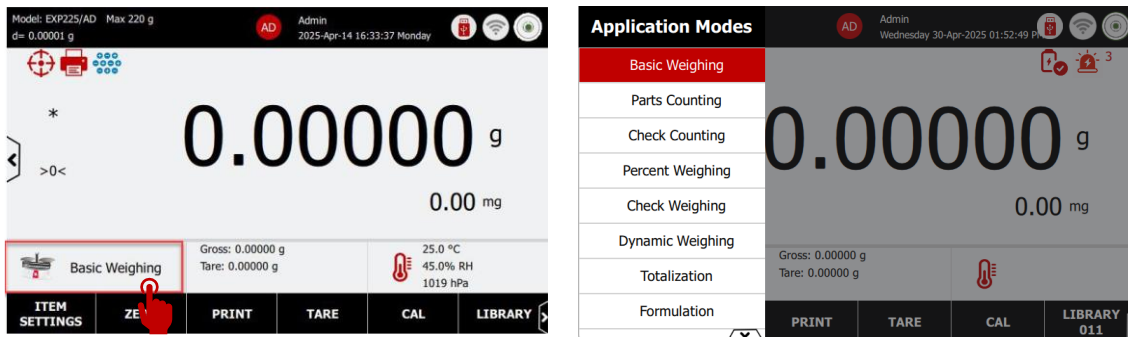 Model: EXP225/AD Max 220 g
d= 0.00001 g
AD
Admin
2025-Apr-14 16:33:37 Monday
*
>0<
0.00000 g
0.00 mg
Basic Weighing
Gross: 0.00000 g
Tare: 0.00000 g
25.0 °C
45.0% RH
1019 hPa
ITEM
SETTINGS
PRINT
TARE
CAL
LIBRARY
Application Modes
Basic Weighing
Parts Counting
Check Counting
Percent Weighing
Check Weighing
Dynamic Weighing
Totalization
Formulation
AD
Admin
Wednesday 30-Apr-2025 01:52:49
3
0.00000 g
0.00 mg
Gross: 0.00000 g
Tare: 0.00000 g
PRINT
TARE
CAL
LIBRARY
011